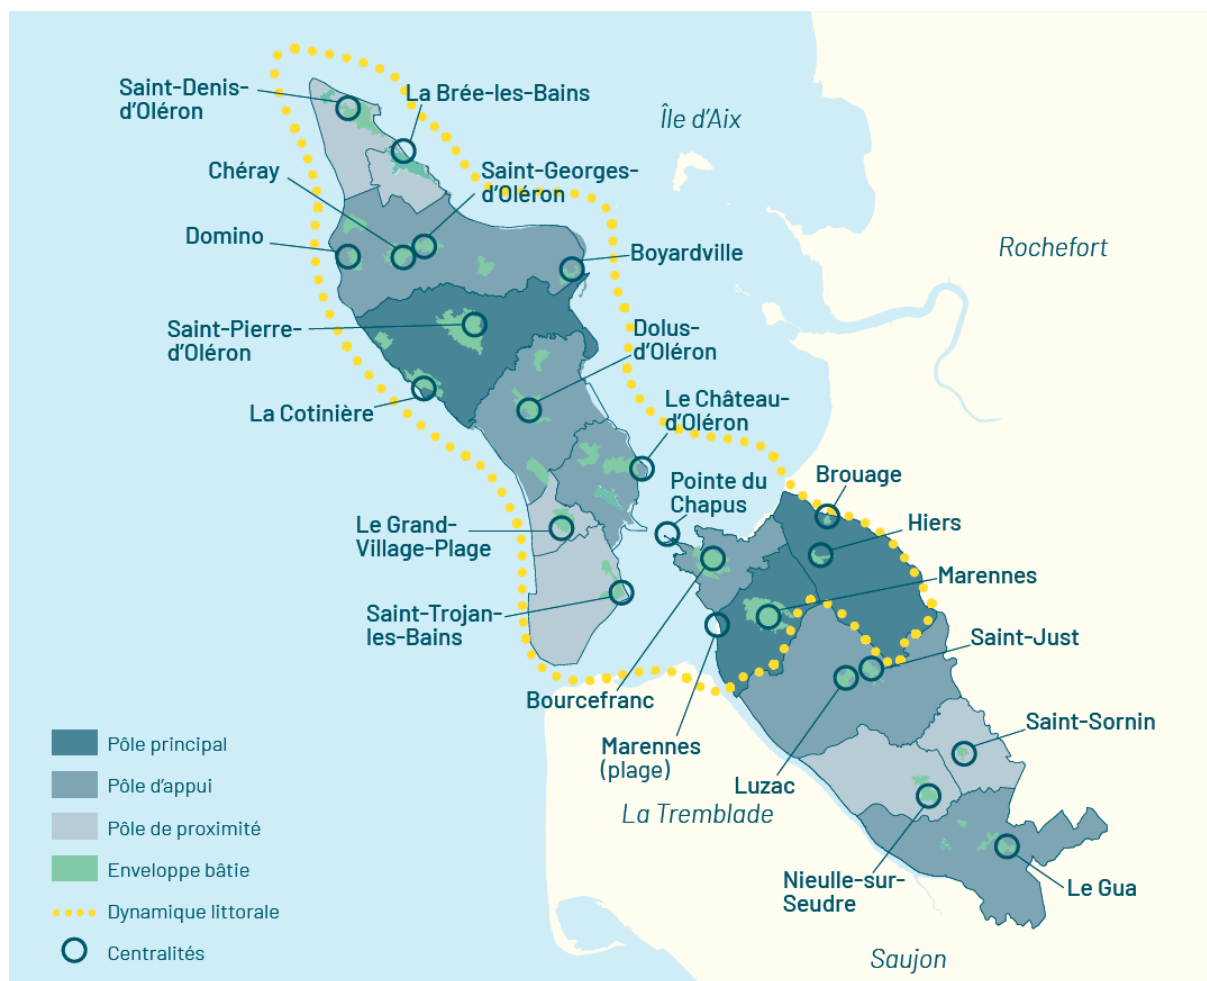 Saint-Denis-
d'Oléron
La Brée-les-Bains
Île d'Aix
Chéray
Saint-Georges-
d'Oléron
Domino
Boyardville
Rochefort
Saint-Pierre-
d'Oléron
Dolus-
d'Oléron
La Cotinière
Le Château-
d'Oléron
Pointe du
Chapus
Brouage
Le Grand-
Village-Plage
Hiers
Marennes
Saint-Trojan-
les-Bains
Saint-Just
Bourcefranc
Saint-Sornin
Marennes
(plage)
Luzac
La Tremblade
Nieulle-sur-
Seudre
Le Gua
Saujon
Pôle principal
Pôle d'appui
Pôle de proximité
Enveloppe bâtie
Dynamique littorale
Centralités